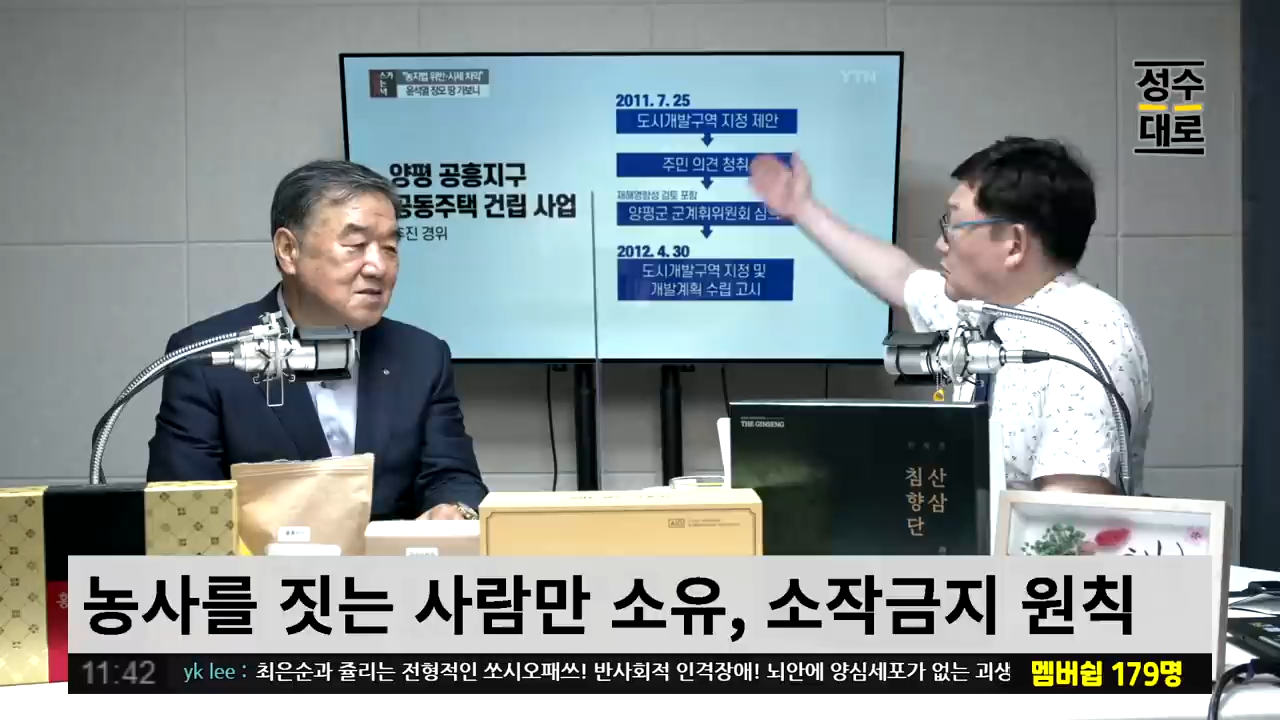 성수
대로
"농지법 위반·시세 차익"
윤석열 장모 땅 가보니
YTN
양평 공흥지구
공동주택 건립 사업
추진 경위
2011. 7. 25
도시개발구역 지정 제안
주민 의견 청취
재해영향성 검토 포함
양평군 군계획위원회 심의
2012. 4. 30
도시개발구역 지정 및
개발계획 수립 고시
THE GINSENG
산삼
침향단
농사를 짓는 사람만 소유, 소작금지 원칙
11:42 yk lee : 최은순과 쥴리는 전형적인 쏘시오패쓰! 반사회적 인격장애! 뇌안에 양심세포가 없는 괴생 멤버쉽 179명